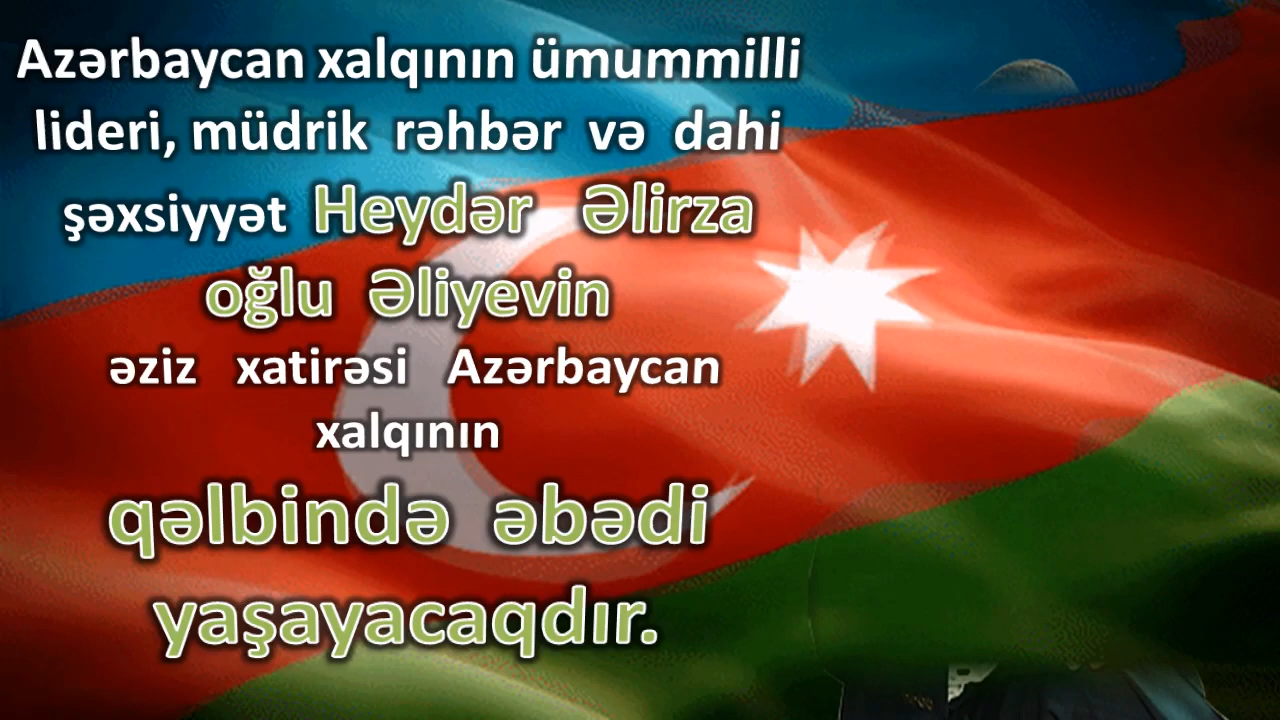 Azərbaycan xalqının ümummilli
lideri, müdrik rəhbər və dahi
şəxsiyyət Heydər Əlirza
oğlu Əliyevin
əziz xatirəsi Azərbaycan
xalqının
qəlbində əbədi
yaşayacaqdır.